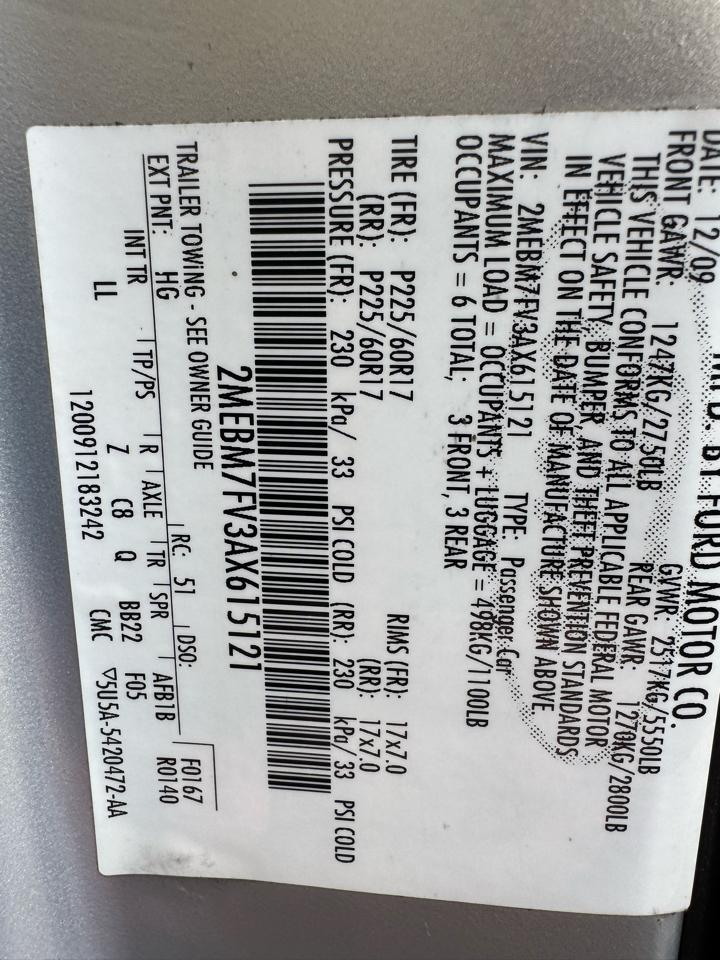 MFD. BY FORD MOTOR CO.
DATE: 12/09 GVWR: 2517KG/5550LB
FRONT GAWR: 1247KG/2750LB REAR GAWR: 1270KG/2800LB
THIS VEHICLE CONFORMS TO ALL APPLICABLE FEDERAL MOTOR
VEHICLE SAFETY, BUMPER, AND THEFT PREVENTION STANDARDS
IN EFFECT ON THE DATE OF MANUFACTURE SHOWN ABOVE
VIN: 2MEBM7FV3AX615121 TYPE: Passenger Car
MAXIMUM LOAD = OCCUPANTS + LUGGAGE = 498KG/1100LB
OCCUPANTS = 6 TOTAL; 3 FRONT, 3 REAR
TIRE (FR): P225/60R17 RIMS (FR): 17x7.0
(RR): P225/60R17 (RR): 17x7.0
PRESSURE (FR): 230 kPa/ 33 PSI COLD (RR): 230 kPa/ 33 PSI COLD
2MEBM7FV3AX615121
TRAILER TOWING - SEE OWNER GUIDE
F0167
EXT PNT: HG RC: 51 DSO: R0140
INT TR TP/PS R AXLE TR SPR AFB1B
LL Z C8 Q BB22 F05
1200912183242 CMC ▽5U5A-5420472-AA